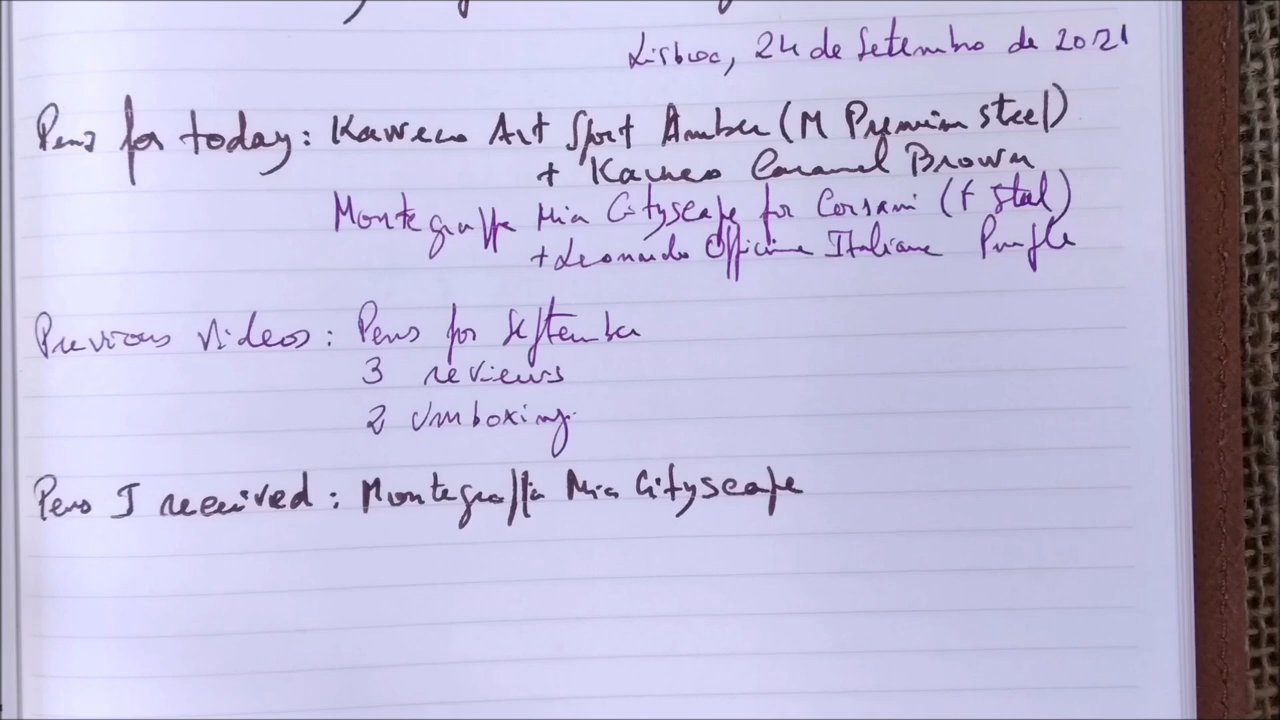 Lisboa, 24 de Setembro de 2021
Pens for today: Kaweco Art Sport Amber (M Premium steel)
+ Kaweco Caramel Brown
Montegrappa Mia Cityscape for Corsani (F steel)
+ Leonardo Officina Italiana Purple
Previous videos: Pens for September
3 reviews
2 Unboxing
Pens I received: Montegrappa Mia Cityscape